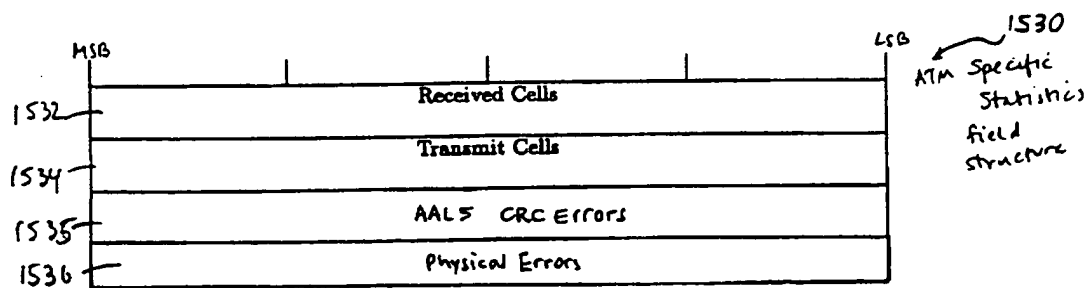 MSB
LSB
1530
ATM Specific
Statistics
field
structure
1532
Received Cells
1534
Transmit Cells
1535
AAL5 CRC Errors
1536
Physical Errors